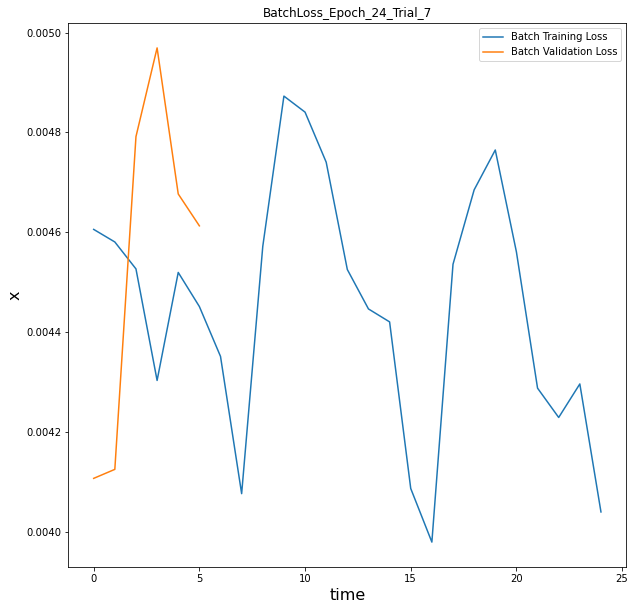 BatchLoss_Epoch_24_Trial_7
Batch Training Loss
Batch Validation Loss
0.0050
0.0048
0.0046
0.0044
0.0042
0.0040
x
0 5 10 15 20 25
time